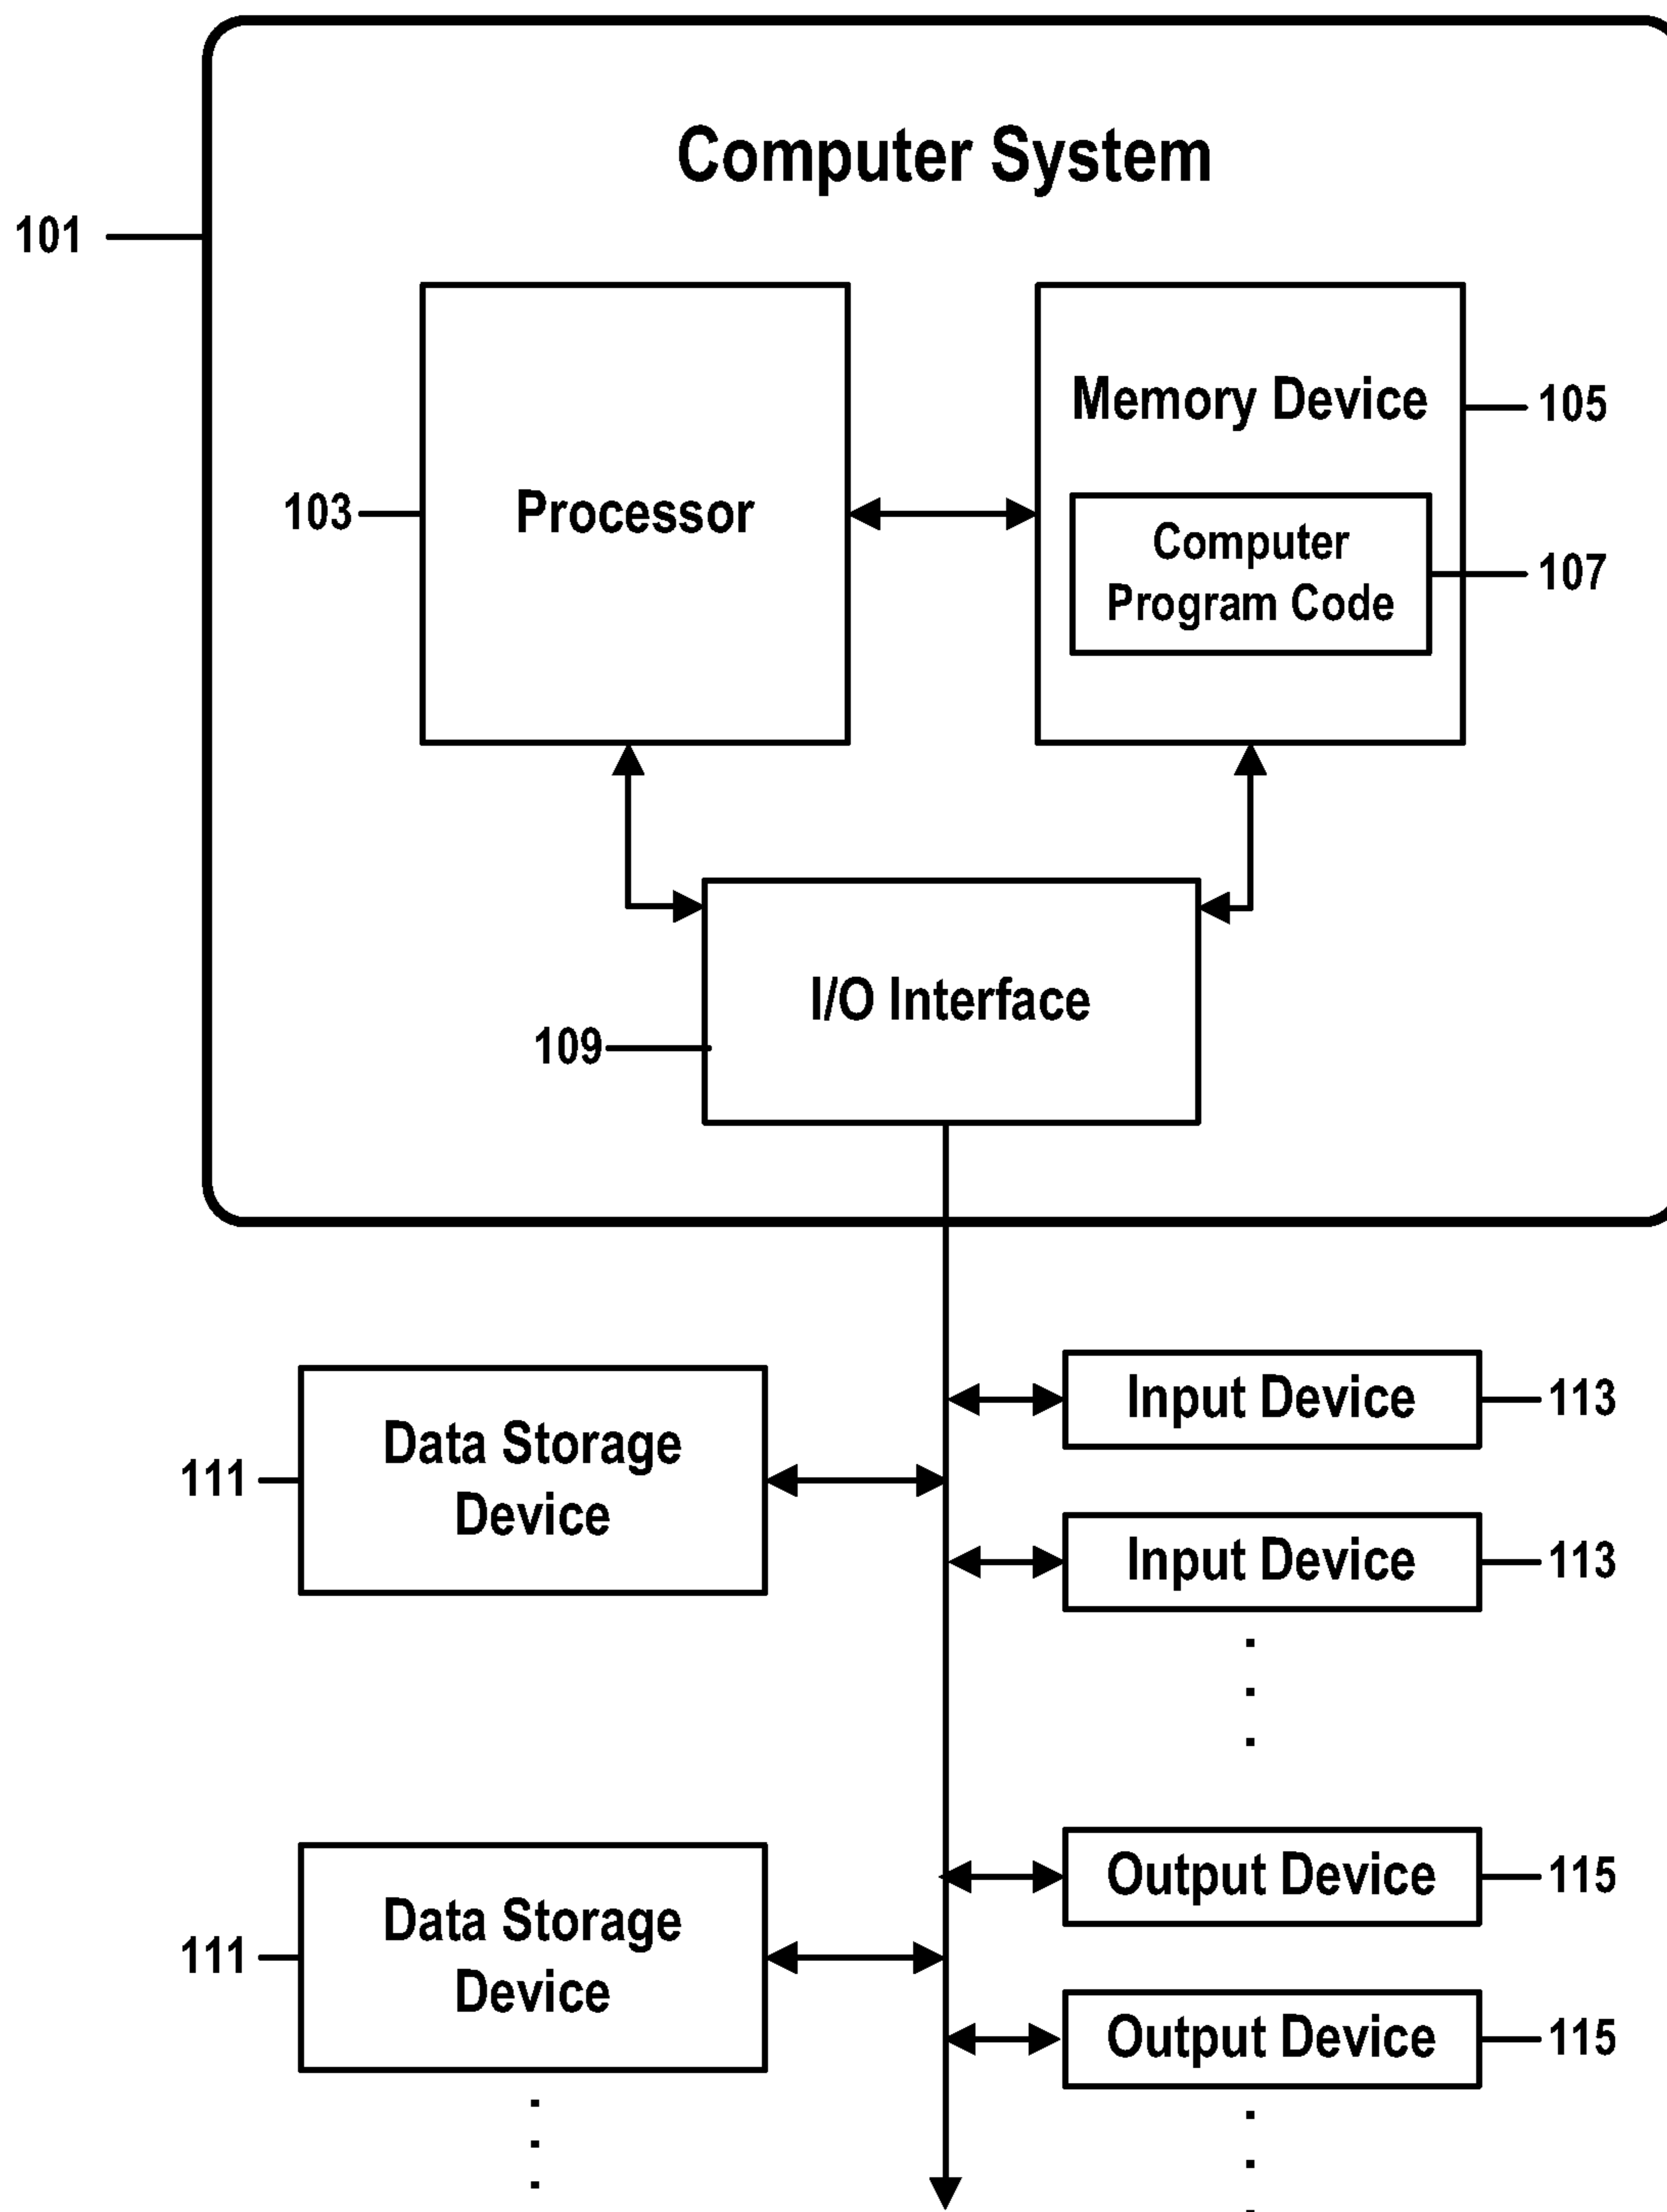 Computer System
101
Processor
103
Memory Device
105
Computer
Program Code
107
I/O Interface
109
Data Storage
Device
111
Input Device
113
Input Device
113
Data Storage
Device
111
Output Device
115
Output Device
115